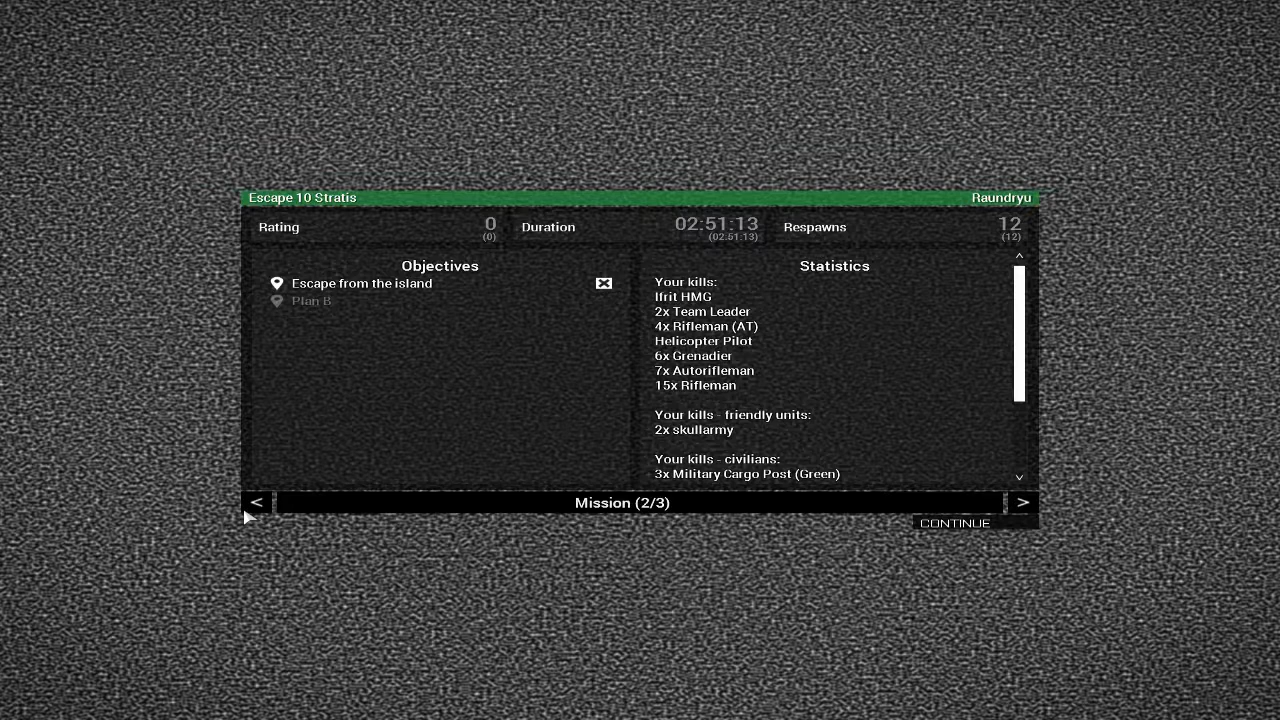 Escape 10 Stratis Raundryu
Rating 0 (0) Duration 02:51:13 (02:51:13) Respawns 12 (12)
Objectives
Escape from the island
Plan B
Statistics
Your kills:
Ifrit HMG
2x Team Leader
4x Rifleman (AT)
Helicopter Pilot
6x Grenadier
7x Autorifleman
15x Rifleman
Your kills - friendly units:
2x skullarmy
Your kills - civilians:
3x Military Cargo Post (Green)
< Mission (2/3) >
CONTINUE